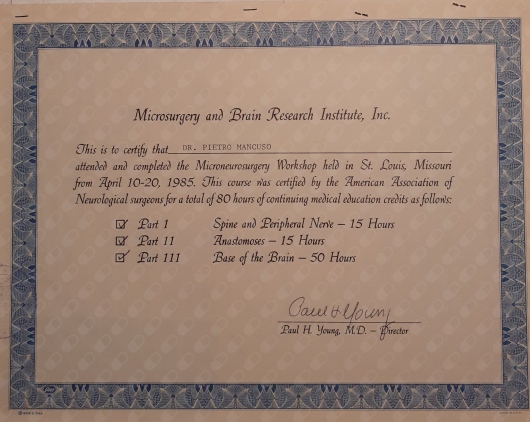 Microsurgery and Brain Research Institute, Inc.
This is to certify that DR. PIETRO MANCUSO
attended and completed the Microneurosurgery Workshop held in St. Louis, Missouri
from April 10-20, 1985. This course was certified by the American Association of
Neurological surgeons for a total of 80 hours of continuing medical education credits as follows:
Part 1 Spine and Peripheral Nerve — 15 Hours
Part 11 Anastomoses — 15 Hours
Part 111 Base of the Brain — 50 Hours
Paul H Young
Paul H. Young, M.D. — Director